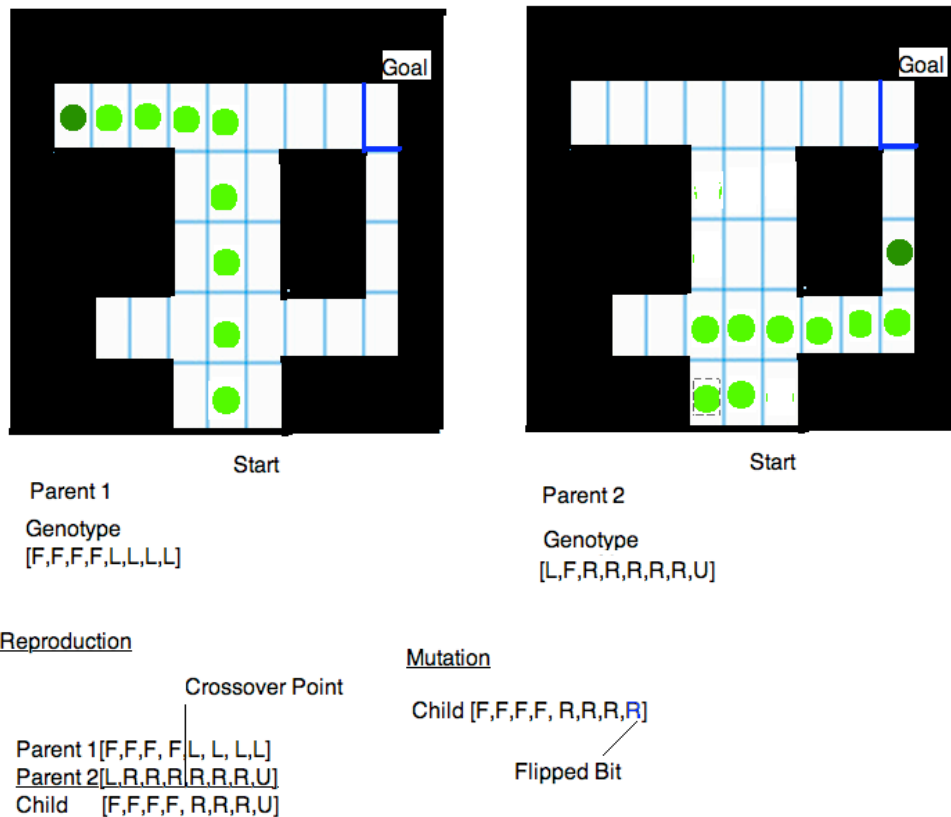 Goal
Goal
Start
Start
Parent 1
Parent 2
Genotype
[F,F,F,F,L,L,L,L]
Genotype
[L,F,R,R,R,R,R,U]
Reproduction
Mutation
Crossover Point
Child [F,F,F,F, R,R,R,R]
Flipped Bit
Parent 1[F,F,F, F,L, L, L,L]
Parent 2[L,R,R,R,R,R,R,U]
Child [F,F,F,F, R,R,R,U]